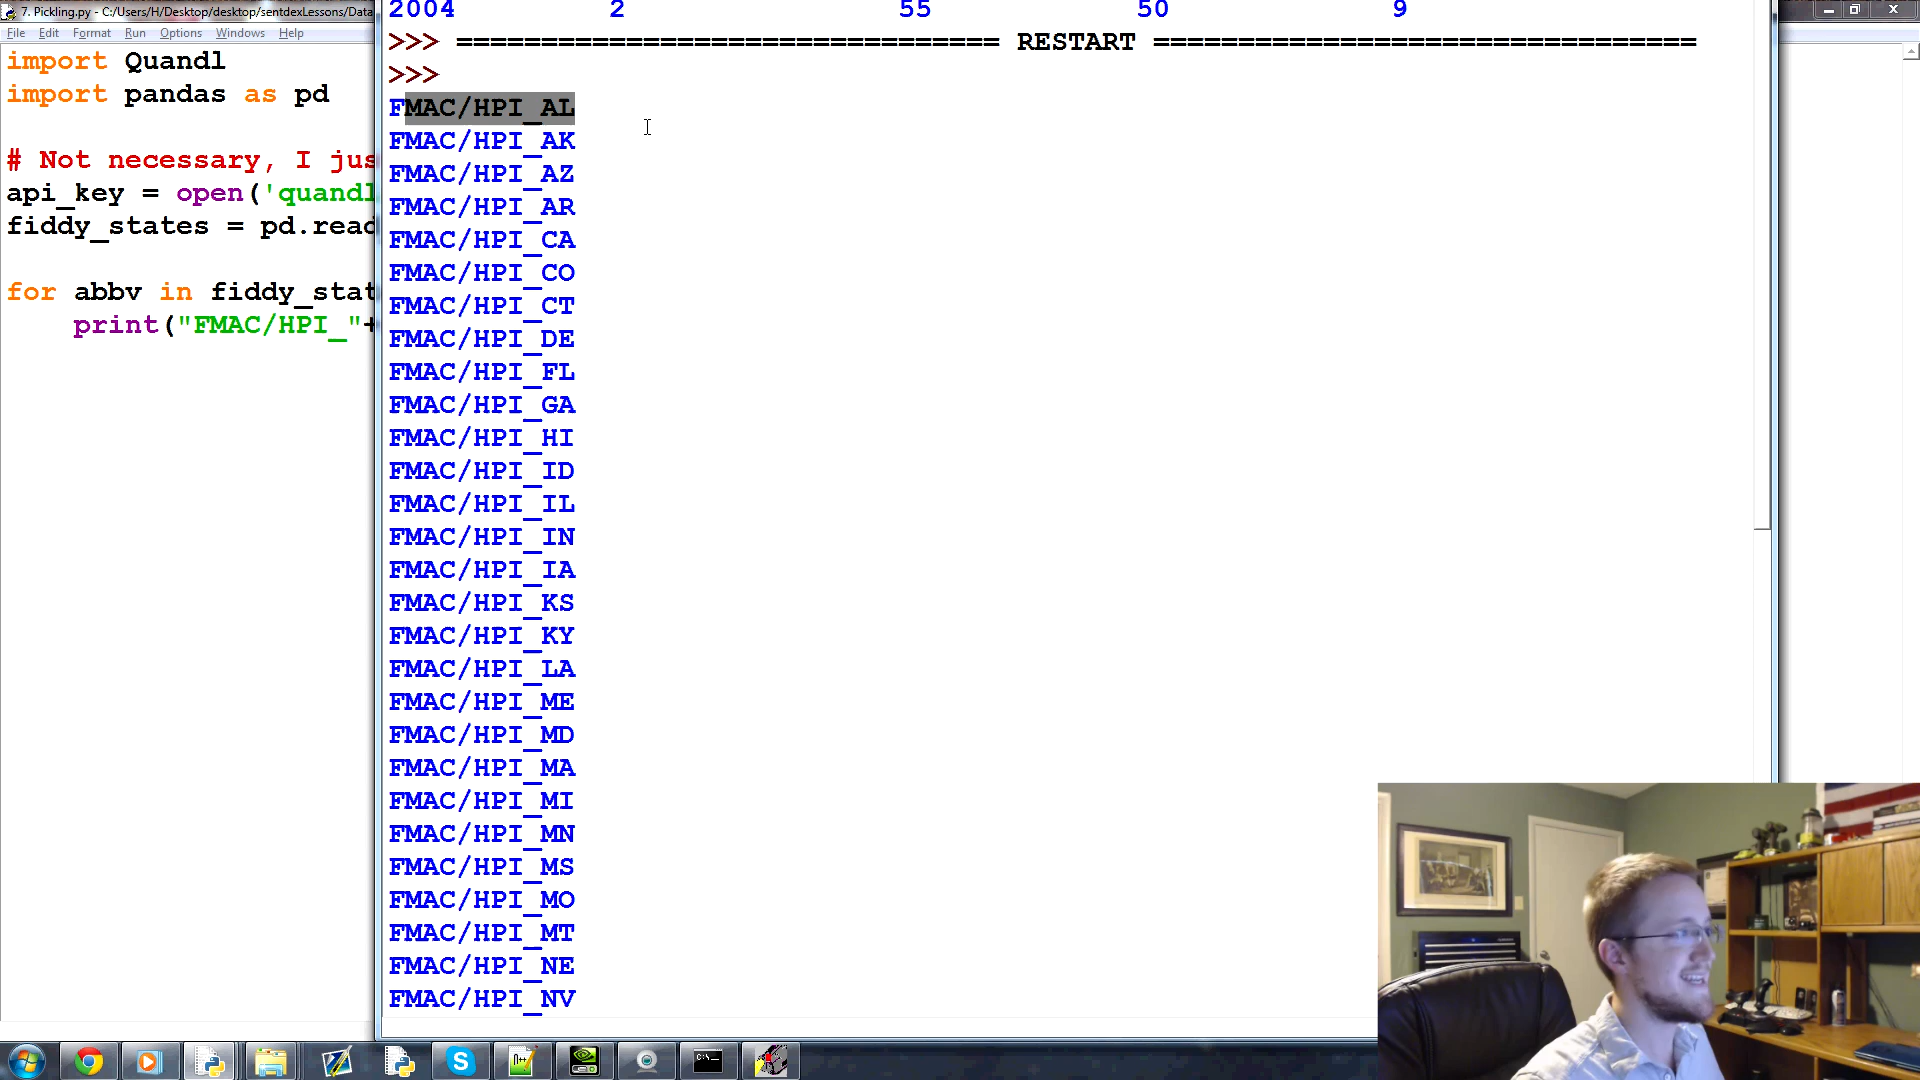 7. Pickling.py - C:/Users/H/Desktop/desktop/sentdexLessons/Data
File Edit Format Run Options Windows Help
import Quandl
import pandas as pd
# Not necessary, I jus
api_key = open('quandl
fiddy_states = pd.read
for abbv in fiddy_stat
print("FMAC/HPI_"+
2004 2 55 50 9
>>> ================================ RESTART ================================
>>>
FMAC/HPI_AL
FMAC/HPI_AK
FMAC/HPI_AZ
FMAC/HPI_AR
FMAC/HPI_CA
FMAC/HPI_CO
FMAC/HPI_CT
FMAC/HPI_DE
FMAC/HPI_FL
FMAC/HPI_GA
FMAC/HPI_HI
FMAC/HPI_ID
FMAC/HPI_IL
FMAC/HPI_IN
FMAC/HPI_IA
FMAC/HPI_KS
FMAC/HPI_KY
FMAC/HPI_LA
FMAC/HPI_ME
FMAC/HPI_MD
FMAC/HPI_MA
FMAC/HPI_MI
FMAC/HPI_MN
FMAC/HPI_MS
FMAC/HPI_MO
FMAC/HPI_MT
FMAC/HPI_NE
FMAC/HPI_NV